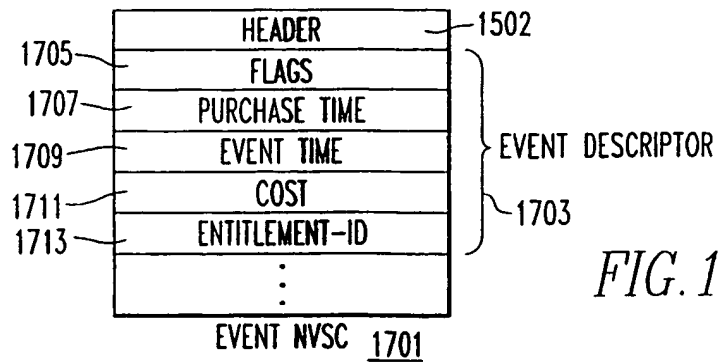 HEADER
1502
1705
FLAGS
1707
PURCHASE TIME
1709
EVENT TIME
EVENT DESCRIPTOR
1711
COST
1703
1713
ENTITLEMENT-ID
FIG. 1
EVENT NVSC 1701